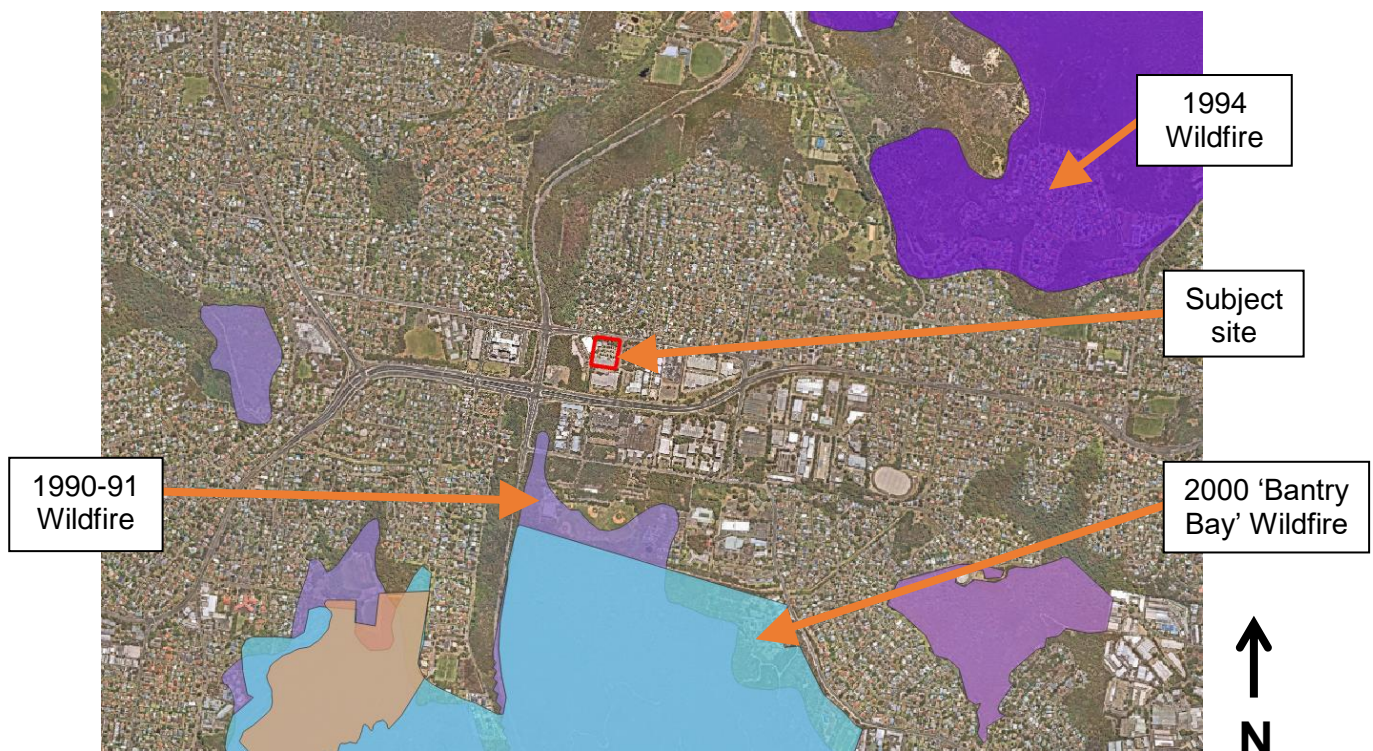 1994
Wildfire
Subject
site
1990-91
Wildfire
2000 ‘Bantry
Bay’ Wildfire
N